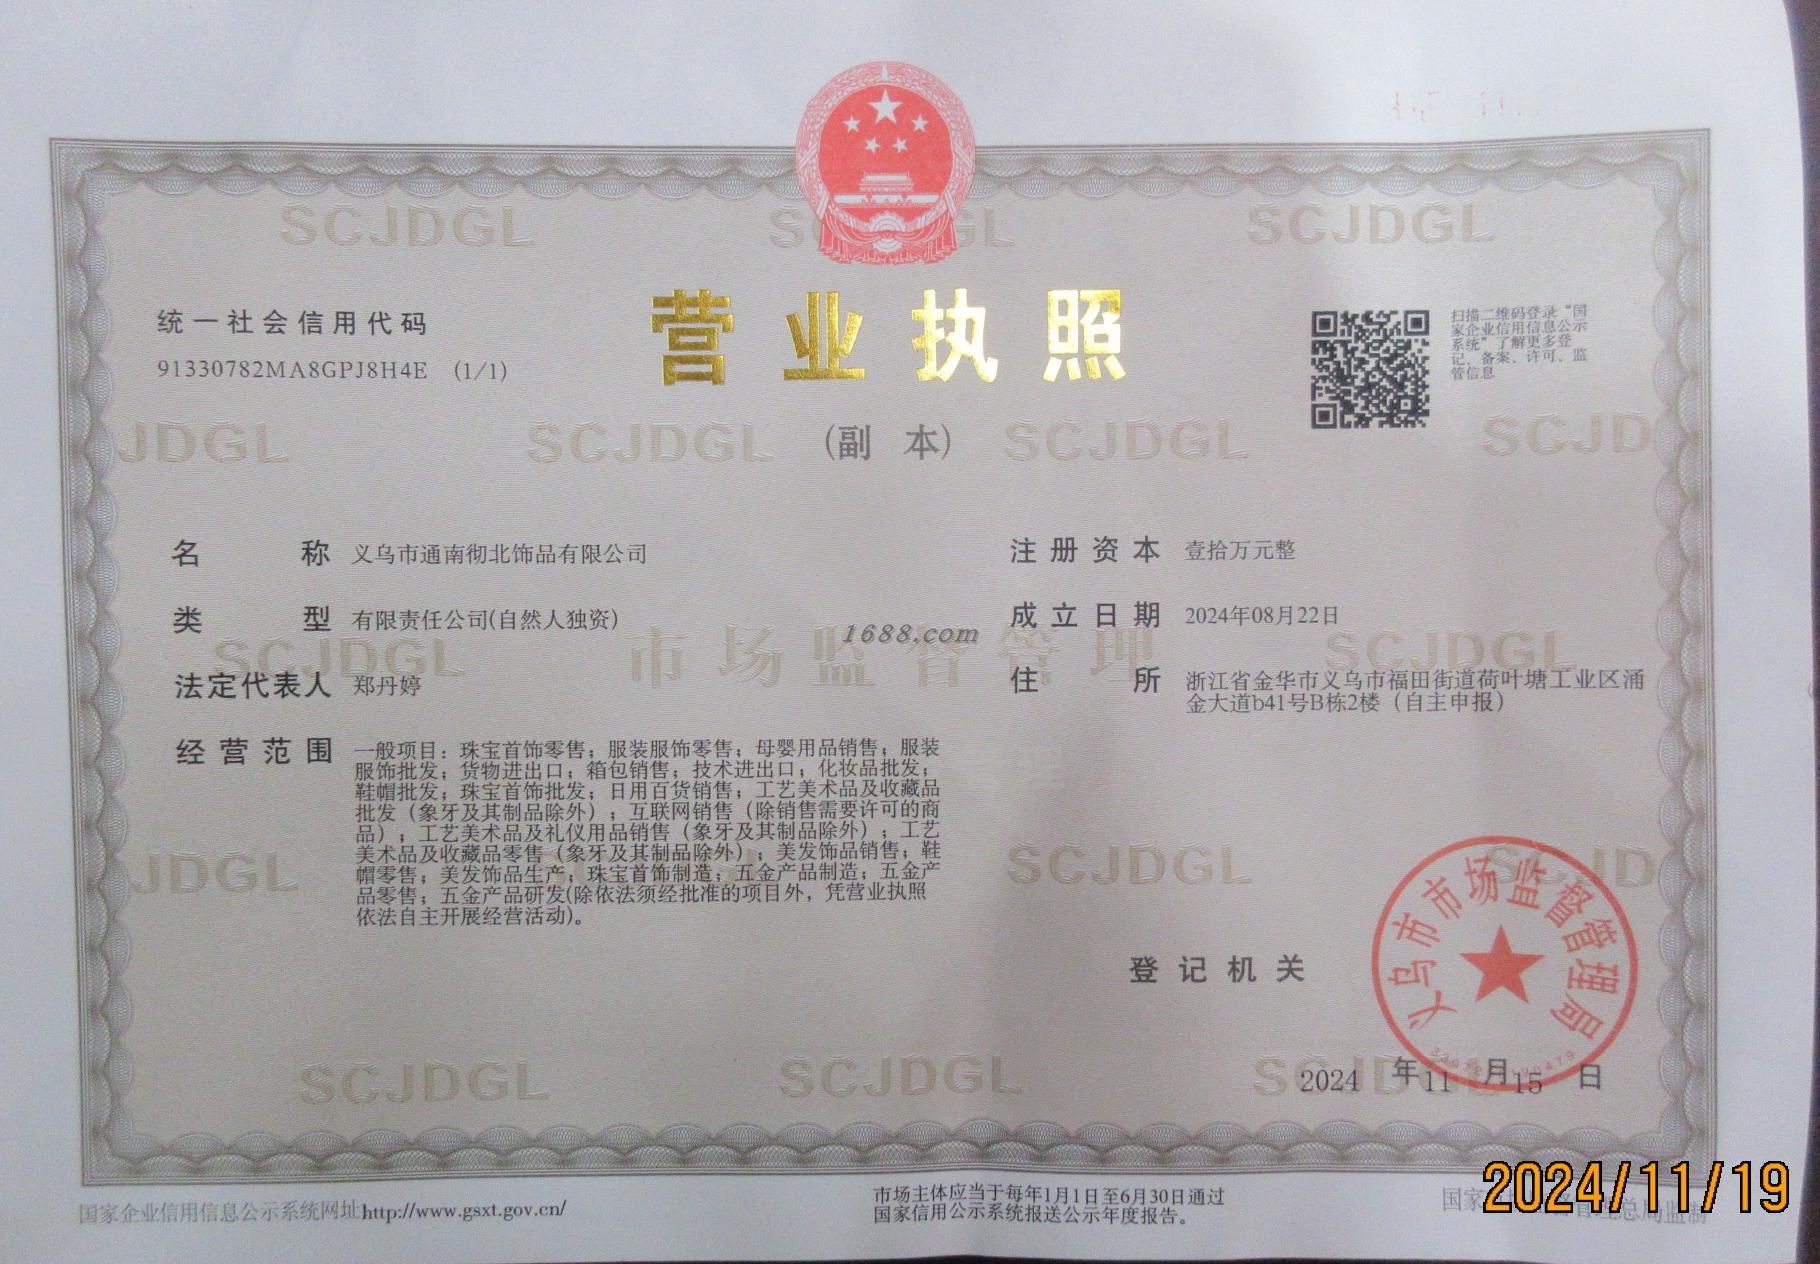 SCJDGL
SCJDGL
统一社会信用代码
91330782MA8GPJ8H4E (1/1)
营业执照
(副 本)
扫描二维码登录“国
家企业信用信息公示
系统”了解更多登
记、备案、许可、监
管信息
JDGL
SCJDGL
SCJDGL
SCJD
名 称 义乌市通南彻北饰品有限公司
类 型 有限责任公司(自然人独资)
法定代表人 郑丹婷
经营范围 一般项目：珠宝首饰零售；服装服饰零售；母婴用品销售；服装
服饰批发；货物进出口；箱包销售；技术进出口；化妆品批发；
鞋帽批发；珠宝首饰批发；日用百货销售；工艺美术品及收藏品
批发（象牙及其制品除外）；互联网销售（除销售需要许可的商
品）；工艺美术品及礼仪用品销售（象牙及其制品除外）；工艺
美术品及收藏品零售（象牙及其制品除外）；美发饰品销售；鞋
帽零售；美发饰品生产；珠宝首饰制造；五金产品制造；五金产
品零售；五金产品研发(除依法须经批准的项目外，凭营业执照
依法自主开展经营活动)。
1688.com
SCJDGL
市场监督管理
SCJDGL
注册资本 壹拾万元整
成立日期 2024年08月22日
住 所 浙江省金华市义乌市福田街道荷叶塘工业区涌
金大道b41号B栋2楼（自主申报）
JDGL
SCJDGL
SCJD
登记机关
义乌市市场监督管理局
2024 年 11 月 15 日
SCJDGL
SCJDGL
国家企业信用信息公示系统网址http://www.gsxt.gov.cn/
市场主体应当于每年1月1日至6月30日通过
国家信用公示系统报送公示年度报告。
国家
总局监制
2024/11/19